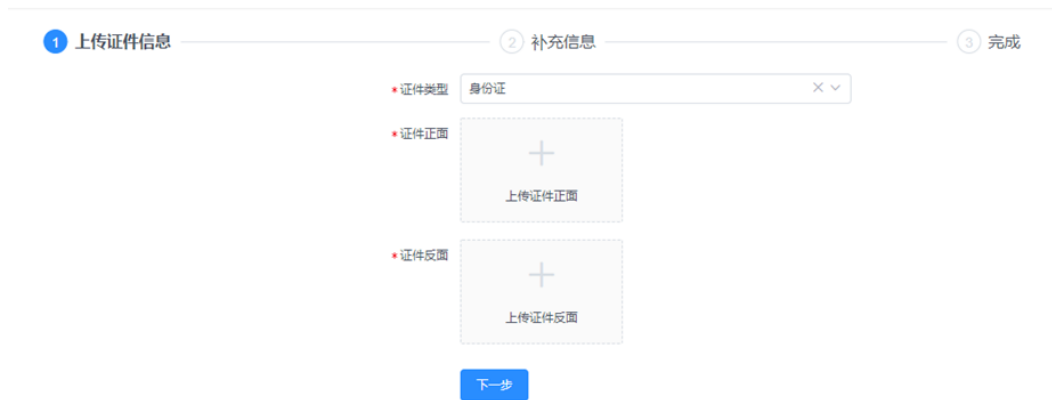 1 上传证件信息 2 补充信息 3 完成
*证件类型 身份证
*证件正面
上传证件正面
*证件反面
上传证件反面
下一步